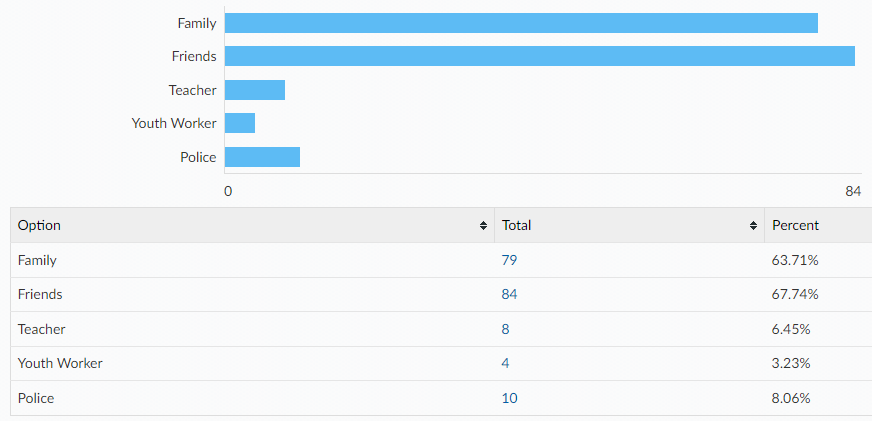 Family
Friends
Teacher
Youth Worker
Police
0 84
Option Total Percent
Family 79 63.71%
Friends 84 67.74%
Teacher 8 6.45%
Youth Worker 4 3.23%
Police 10 8.06%